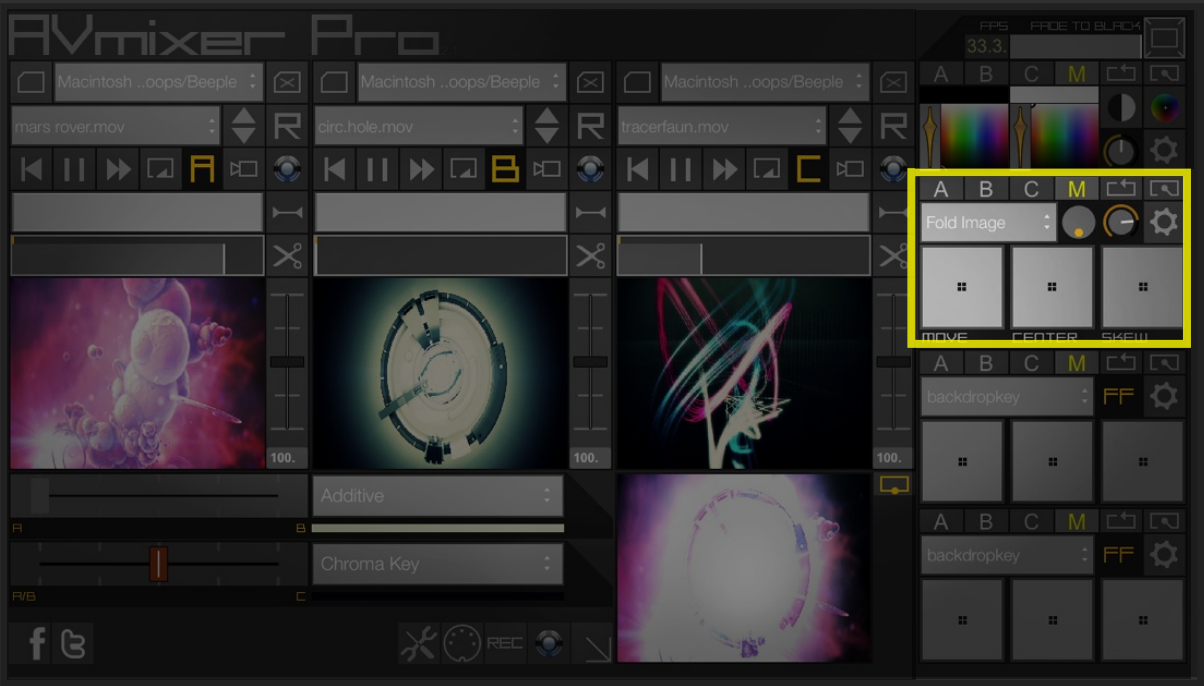 AVmixer Pro
FPS FADE TO BLACK
33.3.
A B C M
Macintosh ..oops/Beeple
Macintosh ..oops/Beeple
Macintosh ..oops/Beeple
mars rover.mov
R
circ.hole.mov
R
tracerfaun.mov
R
A
B
C
A B C M
Fold Image
MOVE CENTER SKEW
100.
100.
100.
A B C M
backdropkey
FF
Additive
A B
Chroma Key
A/B C
A B C M
backdropkey
FF
REC